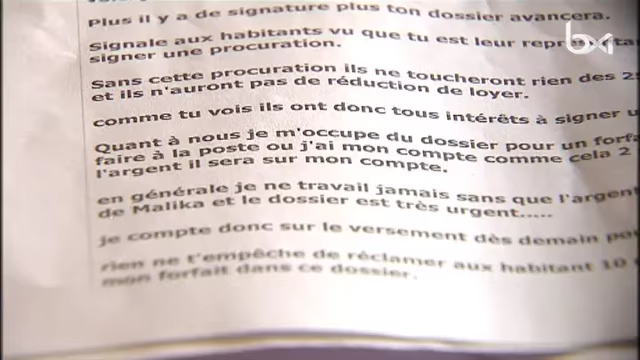 Plus il y a de signature plus ton dossier avancera.
Signale aux habitants vu que tu est leur
signer une procuration.
Sans cette procuration ils ne toucheront rien des
et ils n'auront pas de réduction de loyer.
comme tu vois ils ont donc tous intérêts à signer
Quant à nous je m'occupe du dossier pour un
faire à la poste ou j'ai mon compte comme cela 2
l'argent il sera sur mon compte.
en générale je ne travail jamais sans que
de Malika et le dossier est très urgent.....
je compte donc sur le versement dès demain
rien ne t'empêche de réclamer aux habitant 10
mon forfait dans ce dossier.
bx1